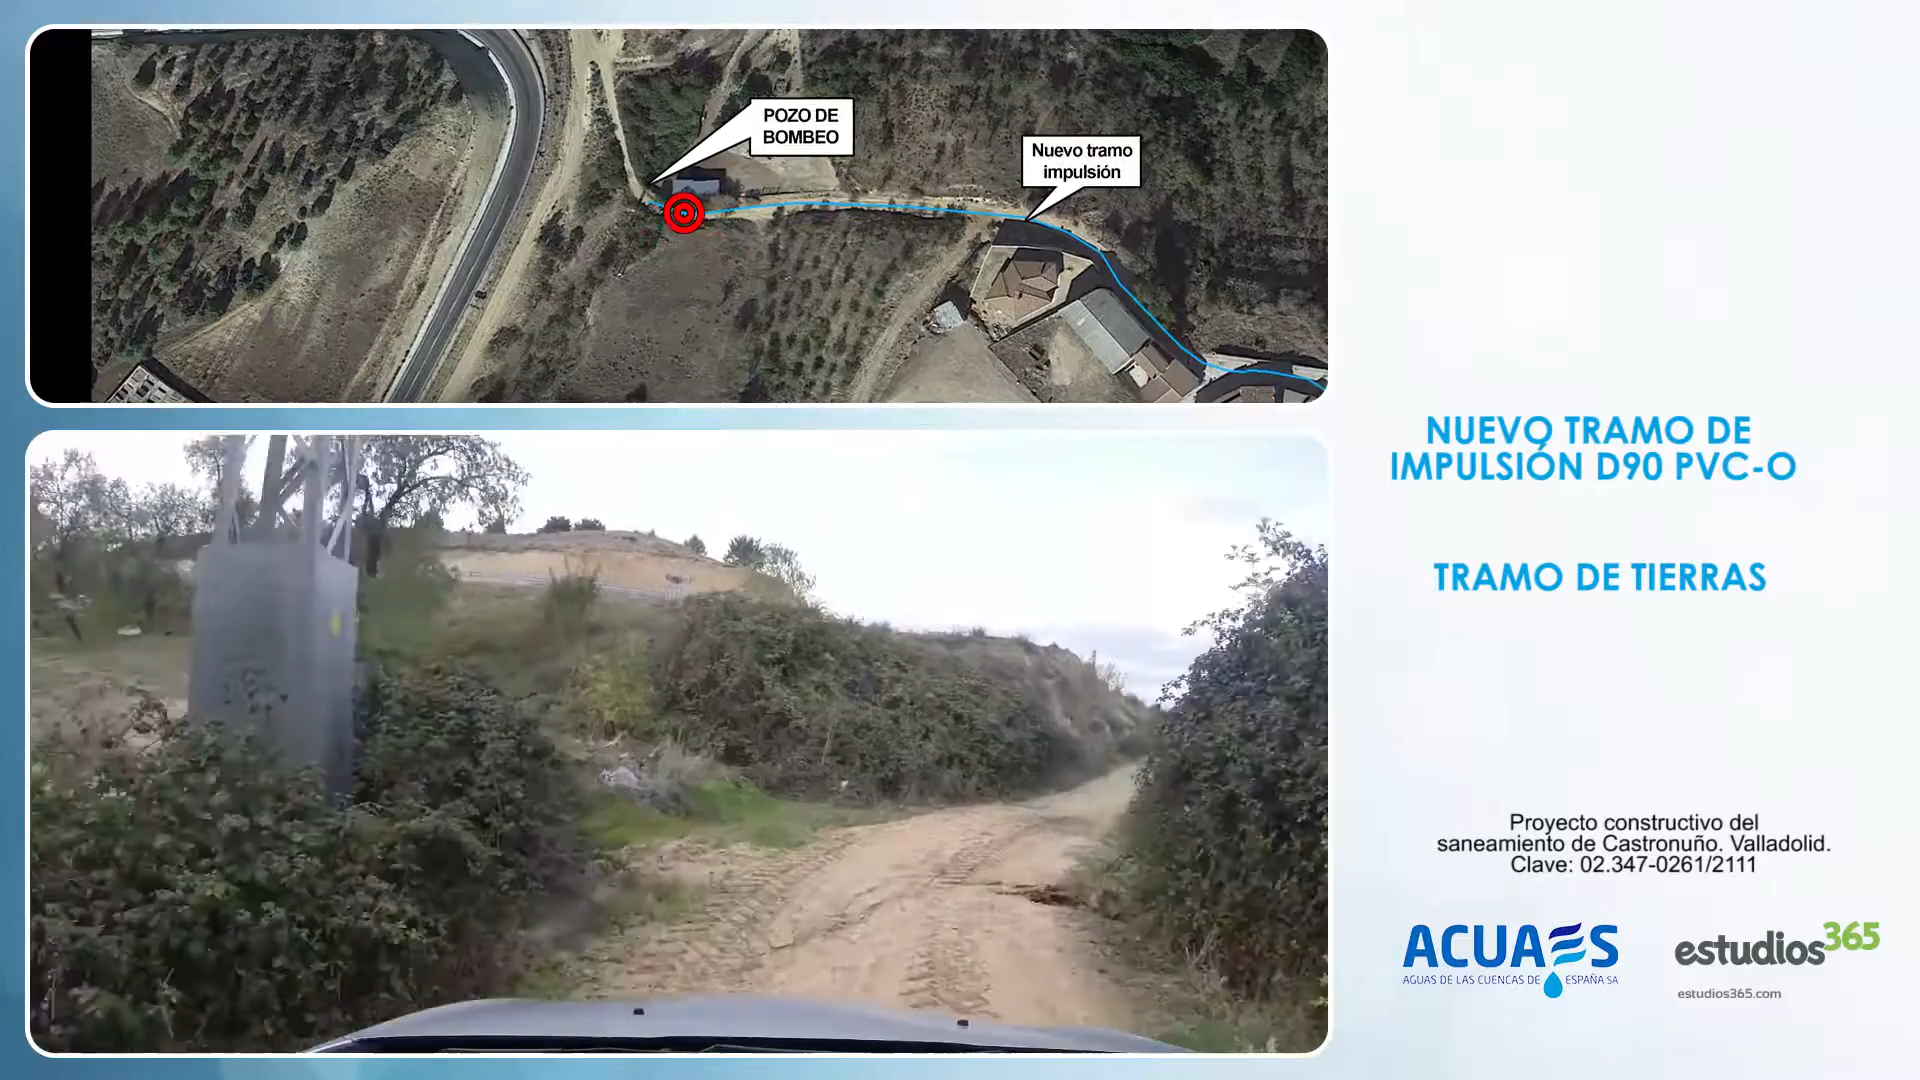 POZO DE
BOMBEO
Nuevo tramo
impulsión
NUEVO TRAMO DE
IMPULSIÓN D90 PVC-O
TRAMO DE TIERRAS
Proyecto constructivo del
saneamiento de Castronuño. Valladolid.
Clave: 02.347-0261/2111
ACUAES
AGUAS DE LAS CUENCAS DE ESPAÑA SA
estudios365
estudios365.com